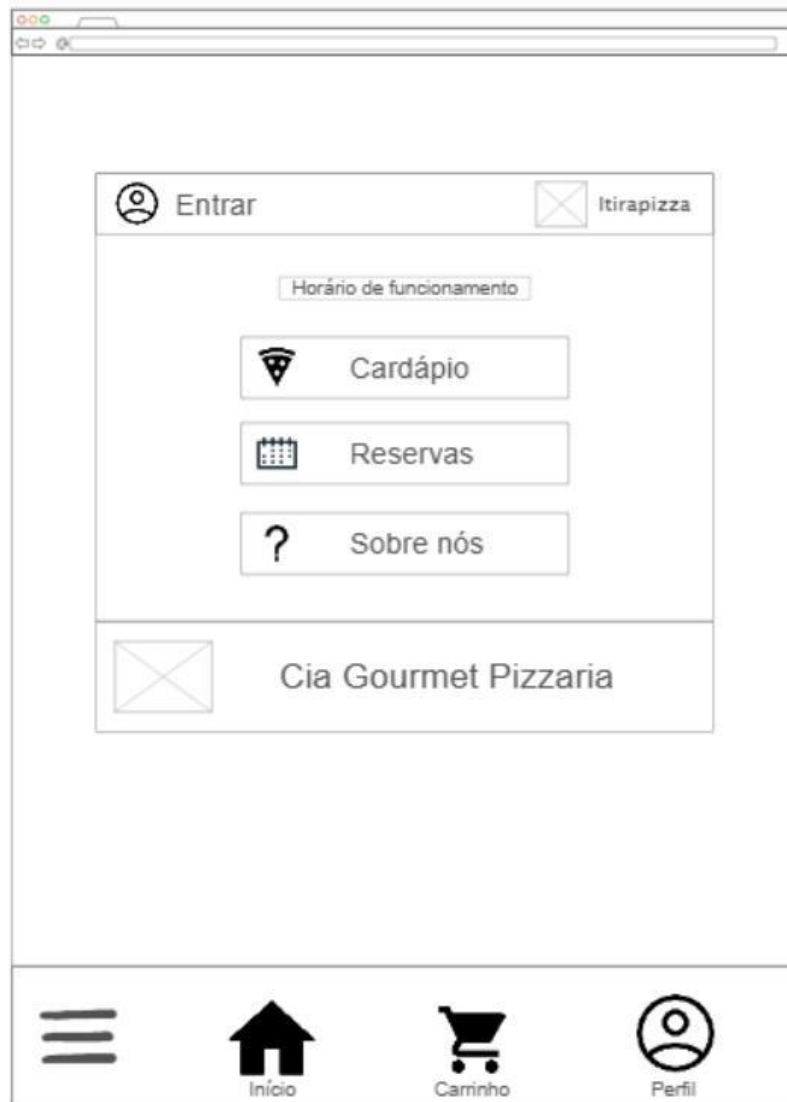 Entrar
Itirapizza
Horário de funcionamento
Cardápio
Reservas
Sobre nós
Cia Gourmet Pizzaria
Início
Carrinho
Perfil